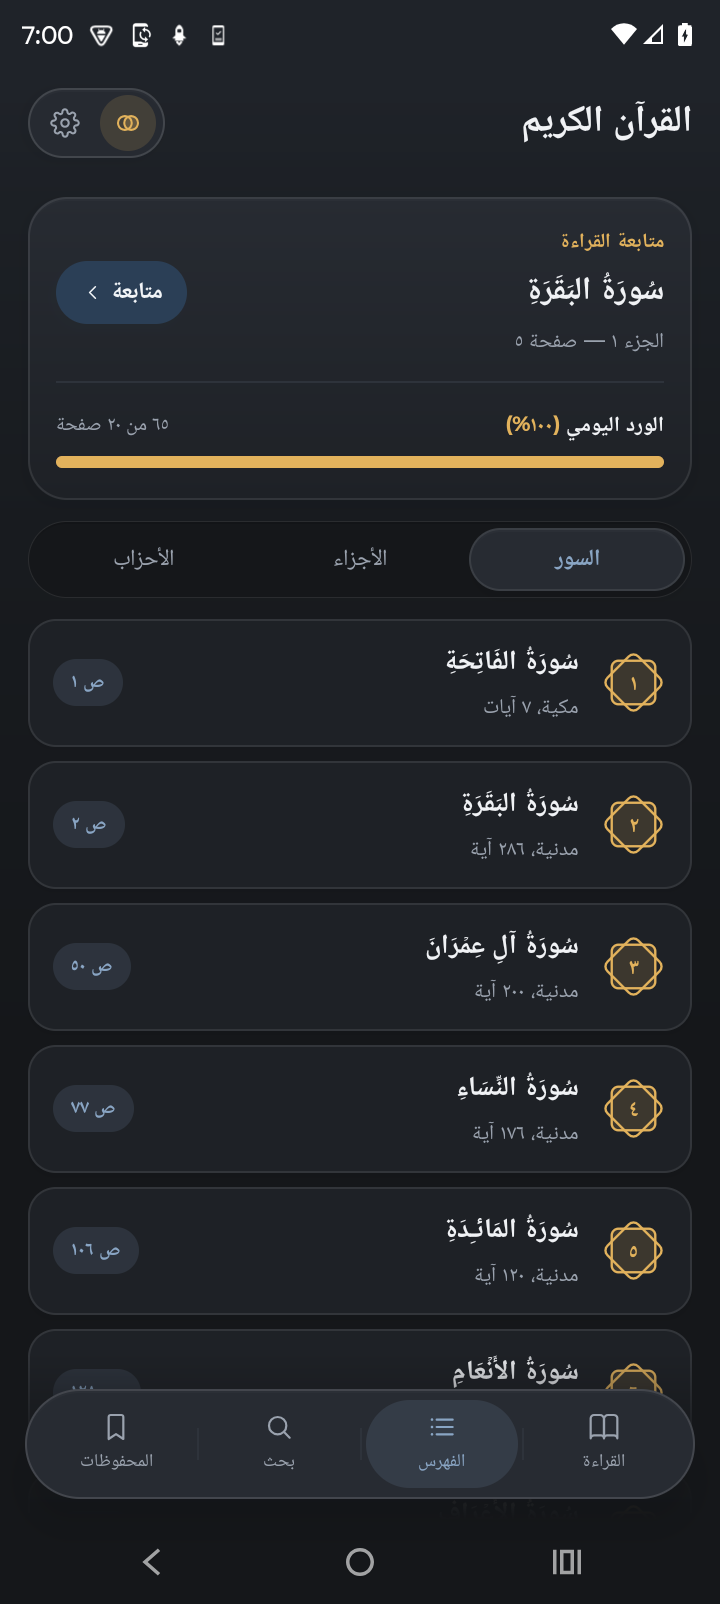 7:00
القرآن الكريم
متابعة القراءة
سُورَةُ البَقَرَةِ
متابعة
الجزء ١ — صفحة ٥
الورد اليومي (١٠٠%)
٦٥ من ٢٠ صفحة
السور
الأجزاء
الأحزاب
١
سُورَةُ الفَاتِحَةِ
مكية، ٧ آيات
ص ١
٢
سُورَةُ البَقَرَةِ
مدنية، ٢٨٦ آية
ص ٢
٣
سُورَةُ آلِ عِمۡرَانَ
مدنية، ٢٠٠ آية
ص ٥٠
٤
سُورَةُ النِّسَاءِ
مدنية، ١٧٦ آية
ص ٧٧
٥
سُورَةُ المَائـِدَةِ
مدنية، ١٢٠ آية
ص ١٠٦
سُورَةُ الأَنۡعَامِ
القراءة
الفهرس
بحث
المحفوظات